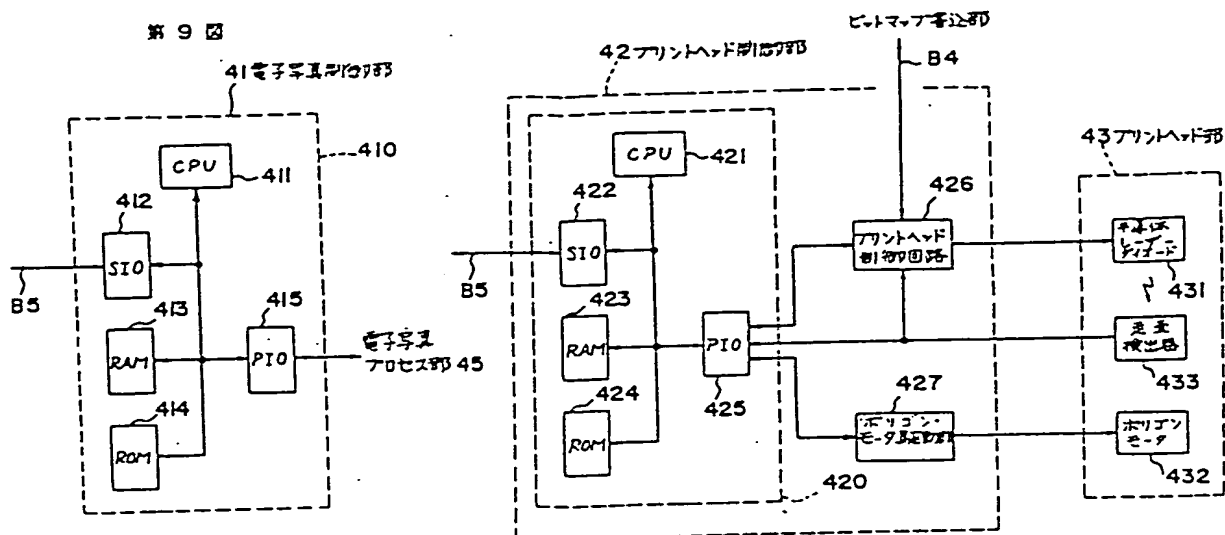 第9図
41電子写真制御部
410
CPU
411
412
SIO
B5
413
RAM
414
ROM
415
PIO
電子写真
プロセス部45
ビットマップ書込部
B4
42プリントヘッド制御部
CPU
421
422
SIO
B5
423
RAM
424
ROM
PIO
425
420
426
プリントヘッド
制御回路
427
ポリゴン・
モータ駆動部
43プリントヘッド部
半導体
レーザー
ダイオード
431
走査
検出器
433
ポリゴン
モータ
432